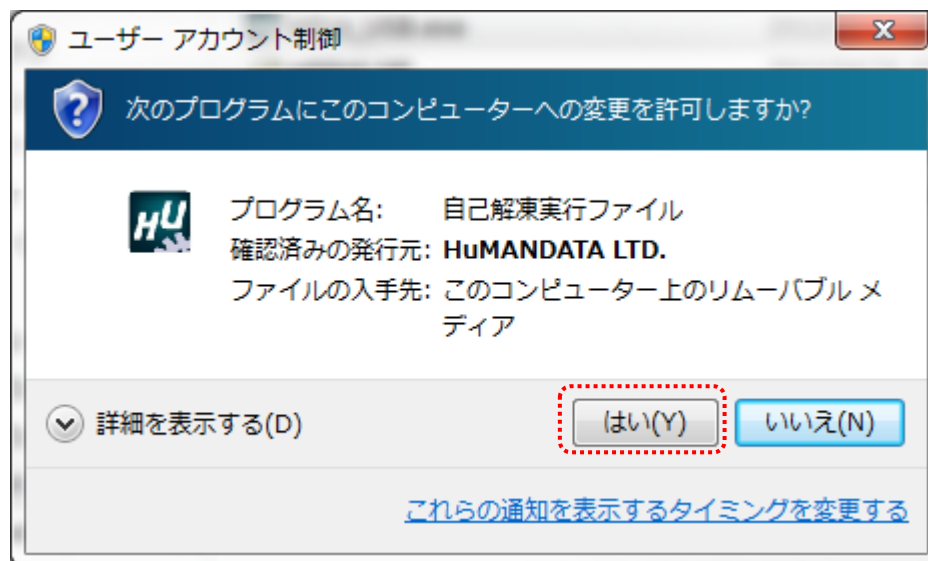 ユーザー アカウント制御
次のプログラムにこのコンピューターへの変更を許可しますか?
HU
プログラム名: 自己解凍実行ファイル
確認済みの発行元: HuMANDATA LTD.
ファイルの入手先: このコンピューター上のリムーバブル メ
ディア
詳細を表示する(D) はい(Y) いいえ(N)
これらの通知を表示するタイミングを変更する